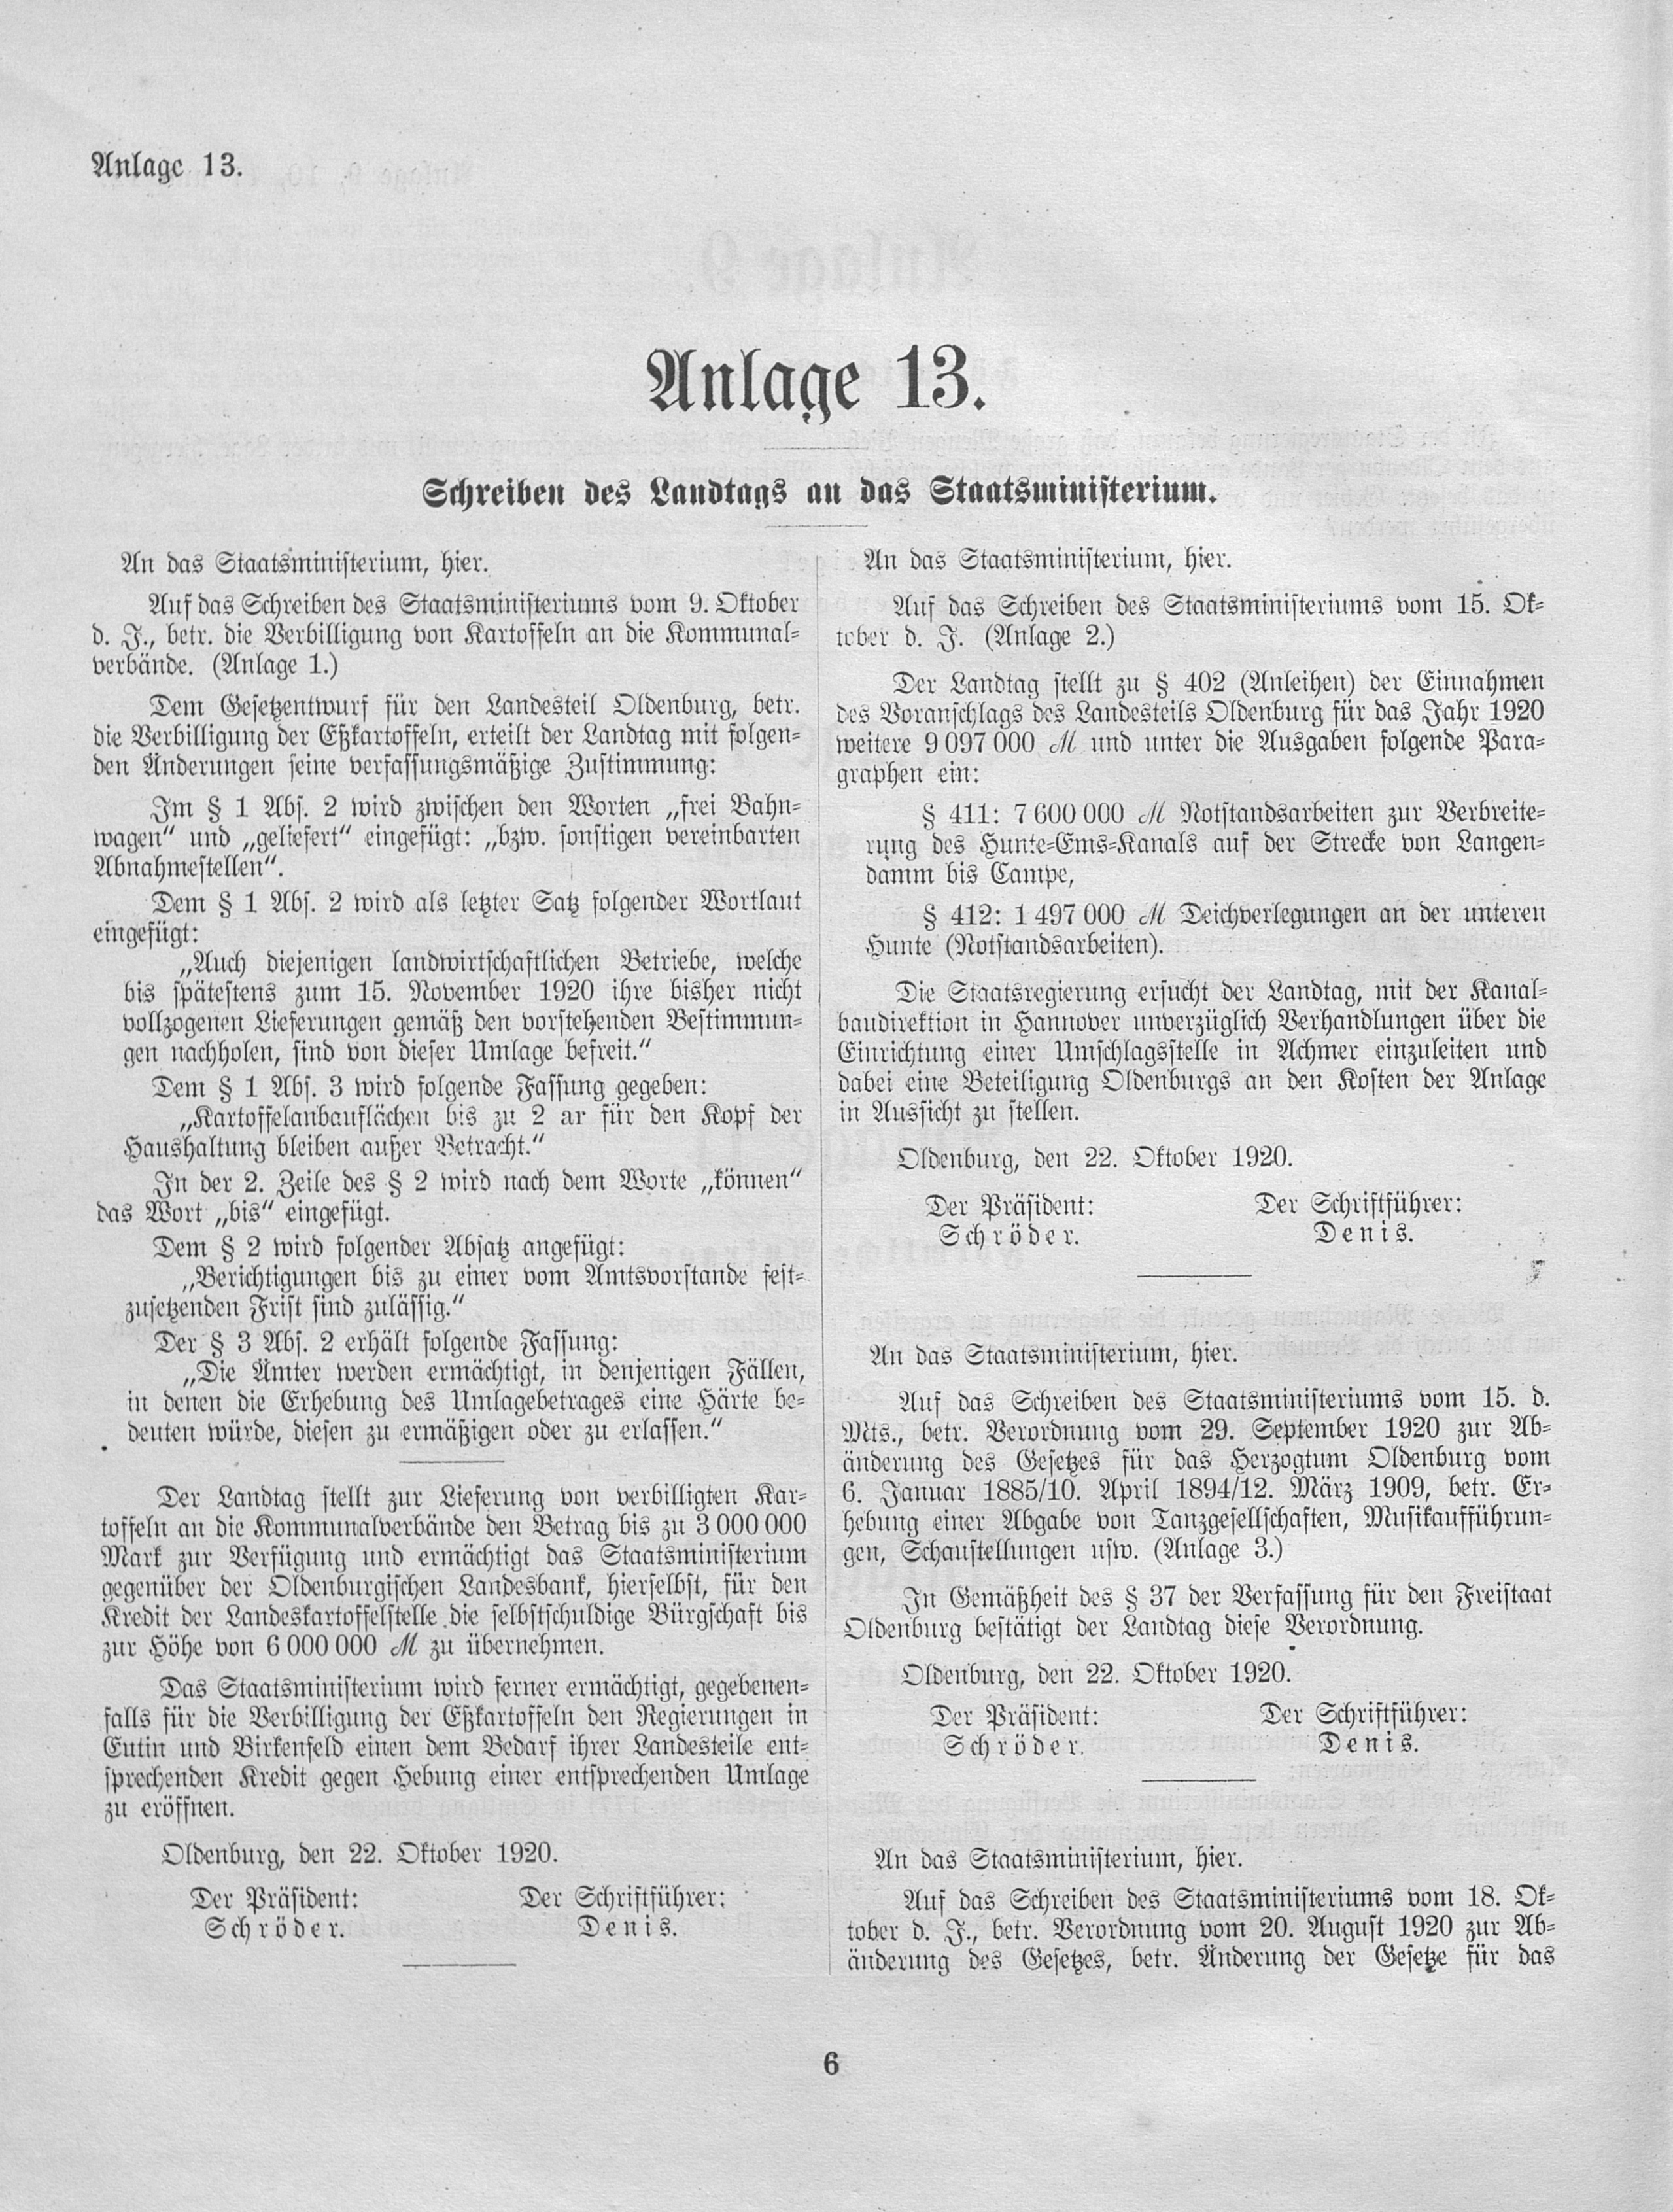 Anlage 13.
Anlage 13.
Schreiben des Landtags an das Staatsministerium.
An das Staatsministerium, hier.
Auf das Schreiben des Staatsministeriums vom 9. Oktober
d. J., betr. die Verbilligung von Kartoffeln an die Kommunal-
verbände. (Anlage 1.)
Dem Gesetzentwurf für den Landesteil Oldenburg, betr.
die Verbilligung der Eßkartoffeln, erteilt der Landtag mit folgen-
den Änderungen seine verfassungsmäßige Zustimmung:
Im § 1 Abs. 2 wird zwischen den Worten „frei Bahn-
wagen“ und „geliefert“ eingefügt: „bzw. sonstigen vereinbarten
Abnahmestellen“.
Dem § 1 Abs. 2 wird als letzter Satz folgender Wortlaut
eingefügt:
„Auch diejenigen landwirtschaftlichen Betriebe, welche
bis spätestens zum 15. November 1920 ihre bisher nicht
vollzogenen Lieferungen gemäß den vorstehenden Bestimmun-
gen nachholen, sind von dieser Umlage befreit.“
Dem § 1 Abs. 3 wird folgende Fassung gegeben:
„Kartoffelanbauflächen bis zu 2 ar für den Kopf der
Haushaltung bleiben außer Betracht.“
In der 2. Zeile des § 2 wird nach dem Worte „können“
das Wort „bis“ eingefügt.
Dem § 2 wird folgender Absatz angefügt:
„Berichtigungen bis zu einer vom Amtsvorstande fest-
zusetzenden Frist sind zulässig.“
Der § 3 Abs. 2 erhält folgende Fassung:
„Die Ämter werden ermächtigt, in denjenigen Fällen,
in denen die Erhebung des Umlagebetrages eine Härte be-
deuten würde, diesen zu ermäßigen oder zu erlassen.“
Der Landtag stellt zur Lieferung von verbilligten Kar-
toffeln an die Kommunalverbände den Betrag bis zu 3 000 000
Mark zur Verfügung und ermächtigt das Staatsministerium
gegenüber der Oldenburgischen Landesbank, hierselbst, für den
Kredit der Landeskartoffelstelle die selbstschuldige Bürgschaft bis
zur Höhe von 6 000 000 ℳ zu übernehmen.
Das Staatsministerium wird ferner ermächtigt, gegebenen-
falls für die Verbilligung der Eßkartoffeln den Regierungen in
Eutin und Birkenfeld einen dem Bedarf ihrer Landesteile ent-
sprechenden Kredit gegen Hebung einer entsprechenden Umlage
zu eröffnen.
Oldenburg, den 22. Oktober 1920.
Der Präsident: Der Schriftführer:
Schröder. Denis.
An das Staatsministerium, hier.
Auf das Schreiben des Staatsministeriums vom 15. Ok-
tober d. J. (Anlage 2.)
Der Landtag stellt zu § 402 (Anleihen) der Einnahmen
des Voranschlags des Landesteils Oldenburg für das Jahr 1920
weitere 9 097 000 ℳ und unter die Ausgaben folgende Para-
graphen ein:
§ 411: 7 600 000 ℳ Notstandsarbeiten zur Verbreite-
rung des Hunte-Ems-Kanals auf der Strecke von Langen-
damm bis Campe,
§ 412: 1 497 000 ℳ Deichverlegungen an der unteren
Hunte (Notstandsarbeiten).
Die Staatsregierung ersucht der Landtag, mit der Kanal-
baudirektion in Hannover unverzüglich Verhandlungen über die
Einrichtung einer Umschlagsstelle in Achmer einzuleiten und
dabei eine Beteiligung Oldenburgs an den Kosten der Anlage
in Aussicht zu stellen.
Oldenburg, den 22. Oktober 1920.
Der Präsident: Der Schriftführer:
Schröder. Denis.
An das Staatsministerium, hier.
Auf das Schreiben des Staatsministeriums vom 15. d.
Mts., betr. Verordnung vom 29. September 1920 zur Ab-
änderung des Gesetzes für das Herzogtum Oldenburg vom
6. Januar 1885/10. April 1894/12. März 1909, betr. Er-
hebung einer Abgabe von Tanzgesellschaften, Musikaufführun-
gen, Schaustellungen usw. (Anlage 3.)
In Gemäßheit des § 37 der Verfassung für den Freistaat
Oldenburg bestätigt der Landtag diese Verordnung.
Oldenburg, den 22. Oktober 1920.
Der Präsident: Der Schriftführer:
Schröder. Denis.
An das Staatsministerium, hier.
Auf das Schreiben des Staatsministeriums vom 18. Ok-
tober d. J., betr. Verordnung vom 20. August 1920 zur Ab-
änderung des Gesetzes, betr. Änderung der Gesetze für das
6